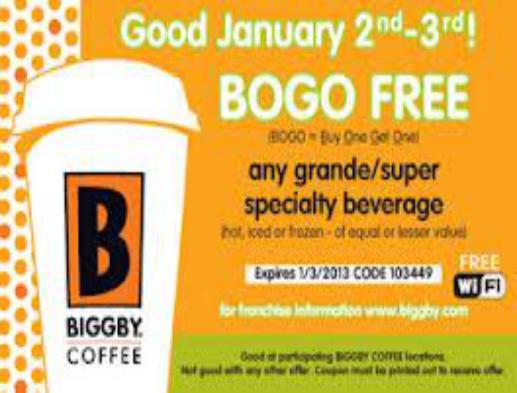 Good January 2nd-3rd!
BOGO FREE
(BOGO = Buy One Get One)
any grande/super
specialty beverage
(hot, iced or frozen - of equal or lesser value)
Expires 1/3/2013 CODE 103449
FREE
Wi Fi
for franchise information www.biggby.com
B
BIGGBY.
COFFEE
Good at participating BIGGBY COFFEE locations.
Not good with any other offer. Coupon must be printed out to receive offer.